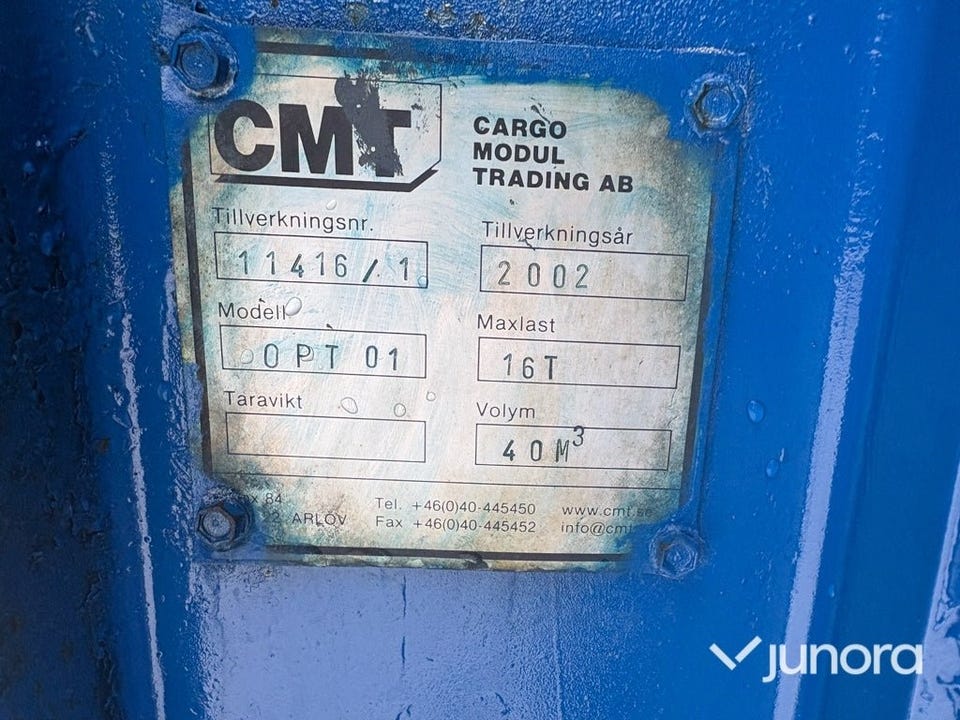 CMT
CARGO
MODUL
TRADING AB
Tillverkningsnr.
11416/1
Tillverkningsår
2002
Modell
OPT 01
Maxlast
16T
Taravikt
Volym
40M³
84
ARLÖV
Tel. +46(0)40-445450
Fax +46(0)40-445452
www.cmt.se
info@cmt
junora